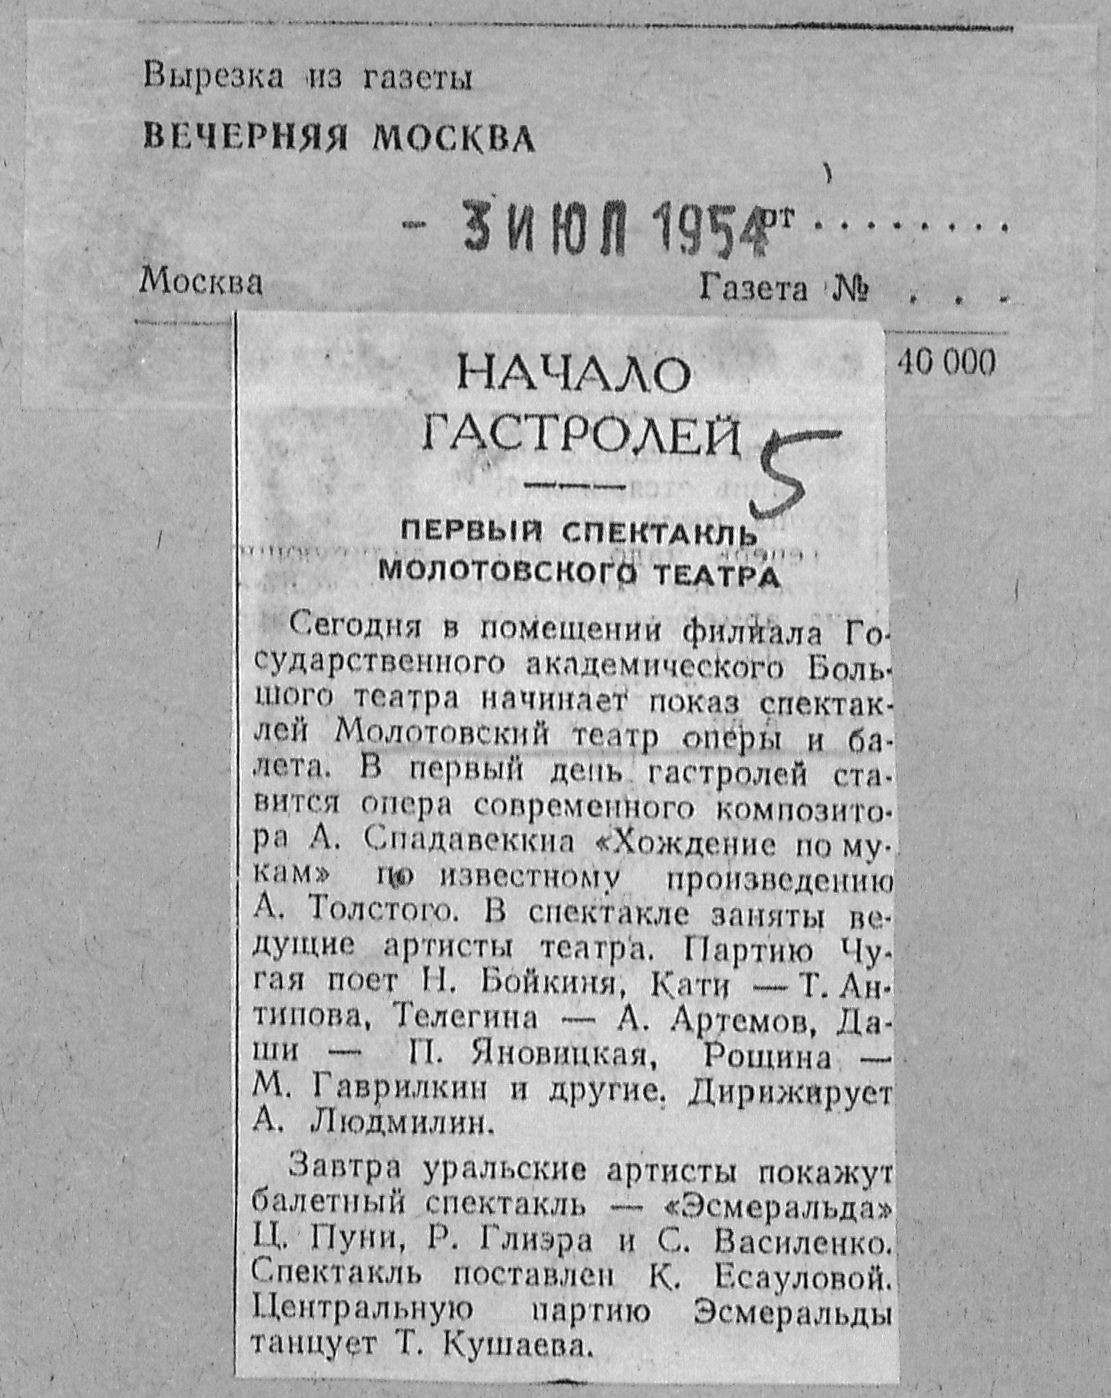 Вырезка из газеты
ВЕЧЕРНЯЯ МОСКВА
- 3 ИЮЛ 1954 от . . . . . . . . .
Москва Газета № . . .
40 000
НАЧАЛО
ГАСТРОЛЕЙ
5
ПЕРВЫЙ СПЕКТАКЛЬ
МОЛОТОВСКОГО ТЕАТРА
Сегодня в помещении филиала Го-
сударственного академического Боль-
шого театра начинает показ спектак-
лей Молотовский театр оперы и ба-
лета. В первый день гастролей ста-
вится опера современного композито-
ра А. Спадавеккиа «Хождение по му-
кам» по известному произведению
А. Толстого. В спектакле заняты ве-
дущие артисты театра. Партию Чу-
гая поет Н. Бойкиня, Кати — Т. Ан-
типова, Телегина — А. Артемов, Да-
ши — П. Яновицкая, Рощина —
М. Гаврилкин и другие. Дирижирует
А. Людмилин.
Завтра уральские артисты покажут
балетный спектакль — «Эсмеральда»
Ц. Пуни, Р. Глиэра и С. Василенко.
Спектакль поставлен К. Есауловой.
Центральную партию Эсмеральды
танцует Т. Кушаева.